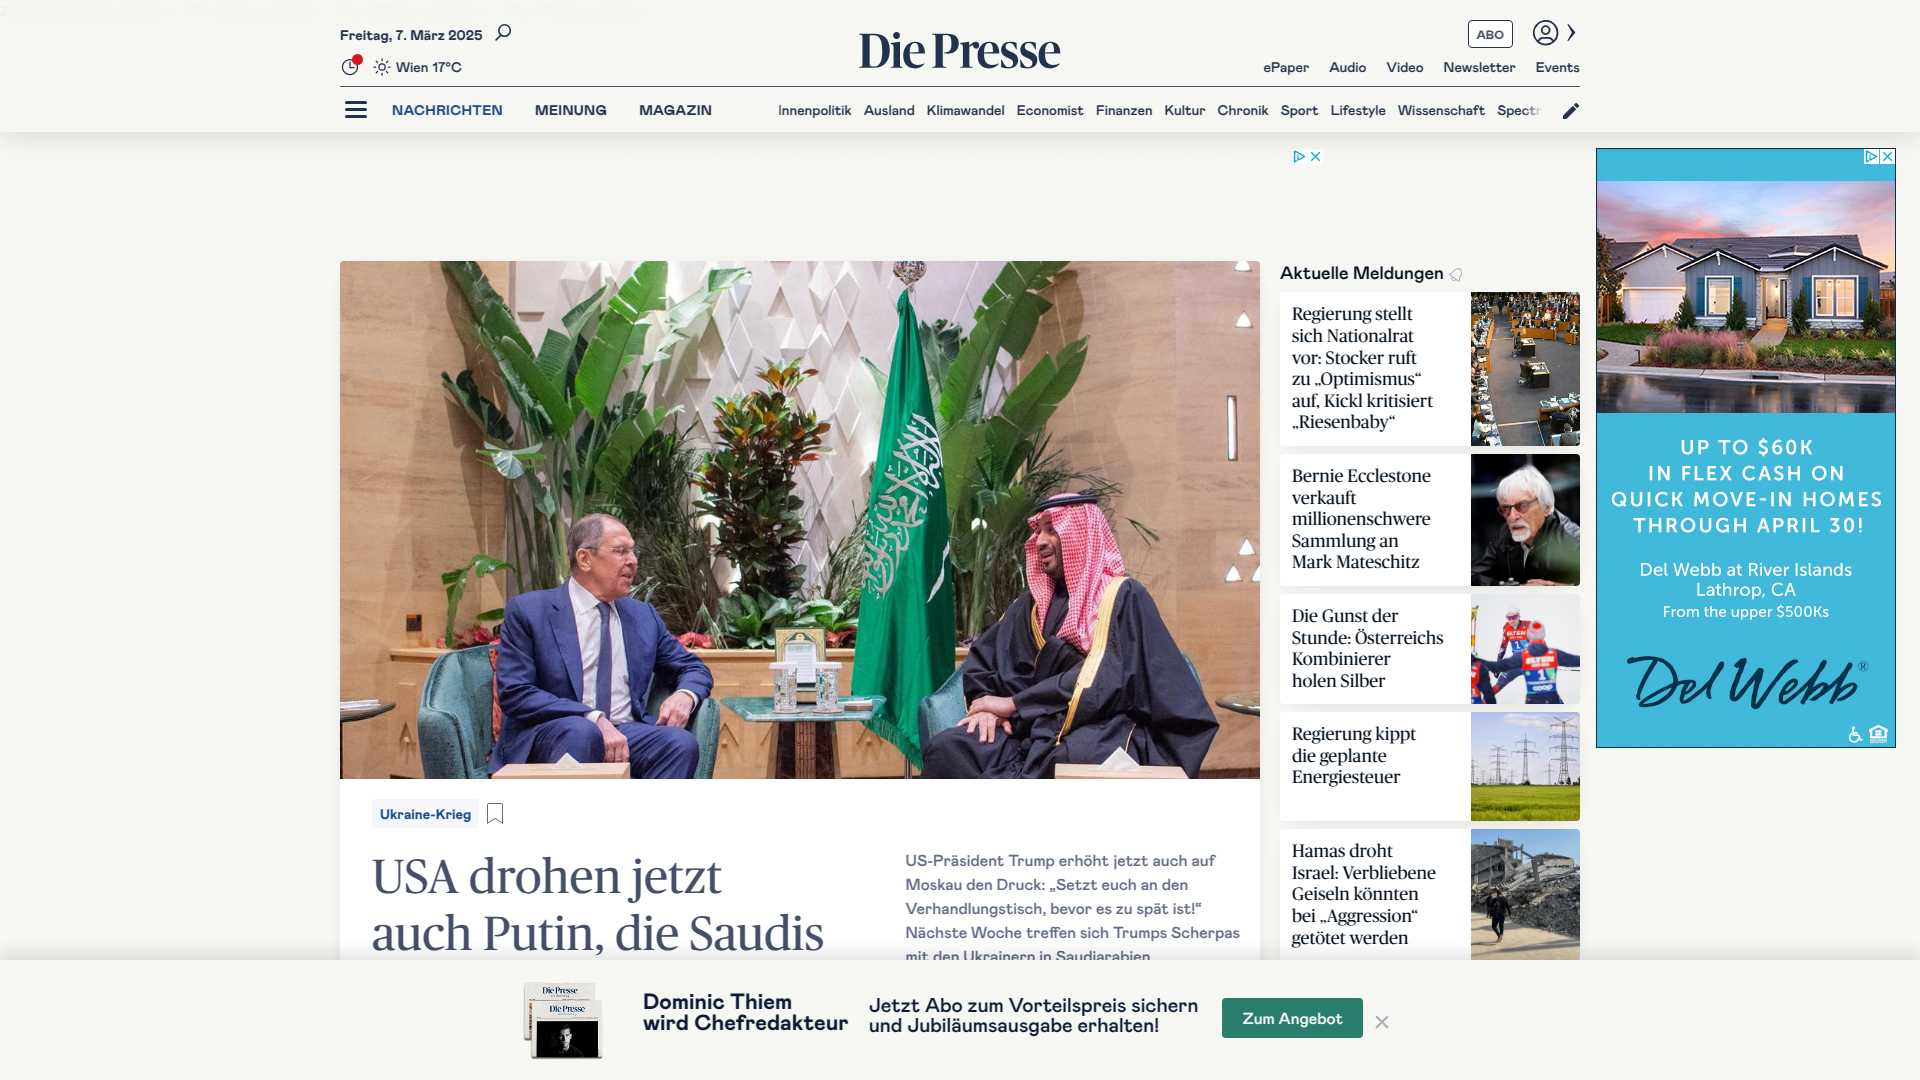 Freitag, 7. März 2025
Die Presse
ABO
Wien 17°C
ePaper Audio Video Newsletter Events
NACHRICHTEN MEINUNG MAGAZIN
Innenpolitik Ausland Klimawandel Economist Finanzen Kultur Chronik Sport Lifestyle Wissenschaft Spectr
Aktuelle Meldungen
Regierung stellt
sich Nationalrat
vor: Stocker ruft
zu „Optimismus“
auf, Kickl kritisiert
„Riesenbaby“
Bernie Ecclestone
verkauft
millionenschwere
Sammlung an
Mark Mateschitz
Die Gunst der
Stunde: Österreichs
Kombinierer
holen Silber
Regierung kippt
die geplante
Energiesteuer
Hamas droht
Israel: Verbliebene
Geiseln könnten
bei „Aggression“
getötet werden
UP TO $60K
IN FLEX CASH ON
QUICK MOVE-IN HOMES
THROUGH APRIL 30!
Del Webb at River Islands
Lathrop, CA
From the upper $500Ks
Del Webb®
Ukraine-Krieg
USA drohen jetzt
auch Putin, die Saudis
US-Präsident Trump erhöht jetzt auch auf
Moskau den Druck: „Setzt euch an den
Verhandlungstisch, bevor es zu spät ist!“
Nächste Woche treffen sich Trumps Scherpas
mit den Ukrainern in Saudiarabien
Die Presse
Die Presse
Dominic Thiem
wird Chefredakteur
Jetzt Abo zum Vorteilspreis sichern
und Jubiläumsausgabe erhalten!
Zum Angebot